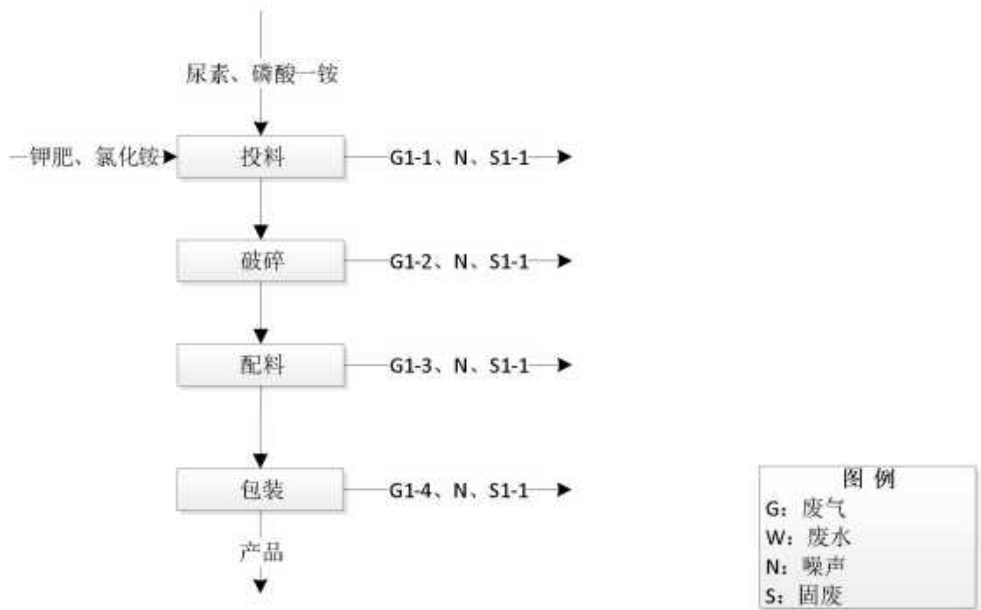 尿素、磷酸一铵
钾肥、氯化铵
投料
G1-1、N、S1-1
破碎
G1-2、N、S1-1
配料
G1-3、N、S1-1
包装
G1-4、N、S1-1
产品
图 例
G：废气
W：废水
N：噪声
S：固废